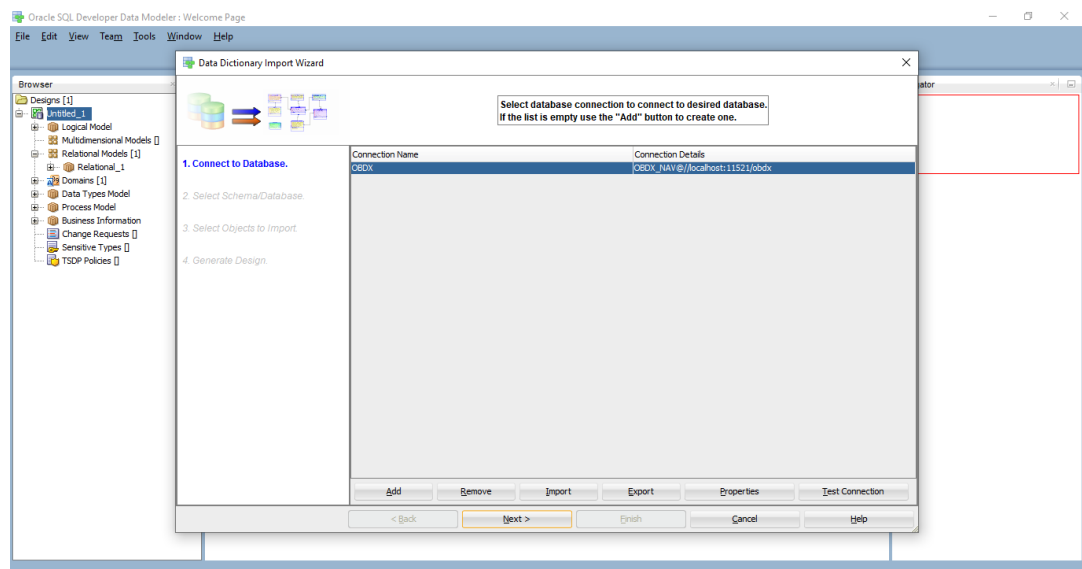 Oracle SQL Developer Data Modeler : Welcome Page
File Edit View Team Tools Window Help
Data Dictionary Import Wizard
Browser
Designs [1]
Untitled_1
Logical Model
Multidimensional Models []
Relational Models [1]
Relational_1
Domains [1]
Data Types Model
Process Model
Business Information
Change Requests []
Sensitive Types []
TSDP Policies []
ator
Select database connection to connect to desired database.
If the list is empty use the "Add" button to create one.
1. Connect to Database.
2. Select Schema/Database.
3. Select Objects to Import.
4. Generate Design.
Connection Name Connection Details
OBDX OBDX_NAV@//localhost:11521/obdx
Add Remove Import Export Properties Test Connection
< Back Next > Finish Cancel Help